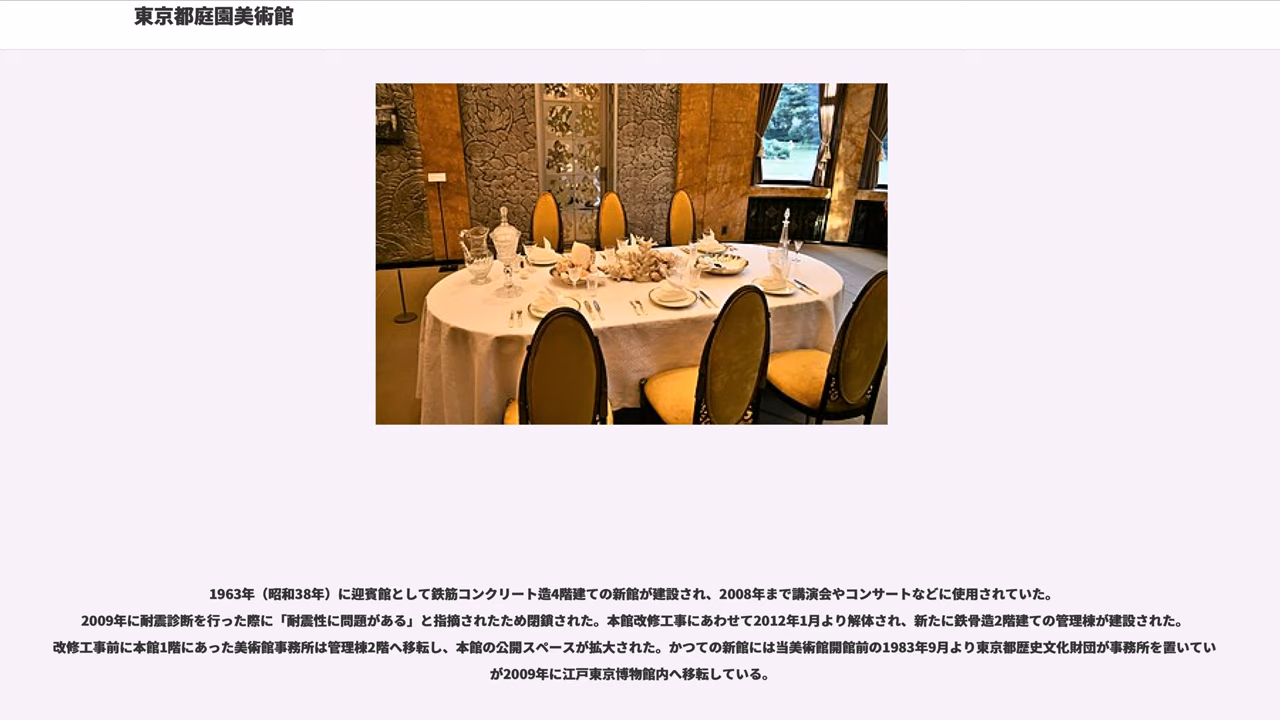 東京都庭園美術館
1963年（昭和38年）に迎賓館として鉄筋コンクリート造4階建ての新館が建設され、2008年まで講演会やコンサートなどに使用されていた。
2009年に耐震診断を行った際に「耐震性に問題がある」と指摘されたため閉鎖された。本館改修工事にあわせて2012年1月より解体され、新たに鉄骨造2階建ての管理棟が建設された。
改修工事前に本館1階にあった美術館事務所は管理棟2階へ移転し、本館の公開スペースが拡大された。かつての新館には当美術館開館前の1983年9月より東京都歴史文化財団が事務所を置いてい
が2009年に江戸東京博物館内へ移転している。